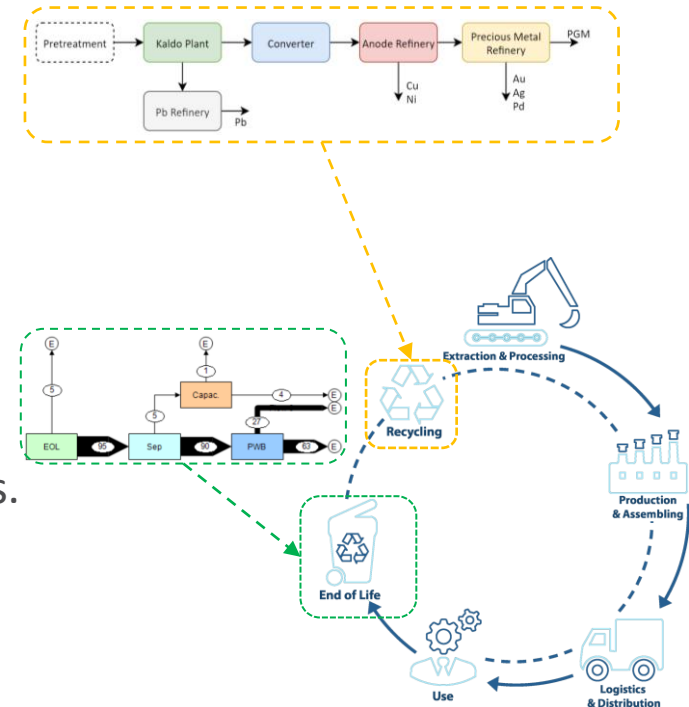 Pretreatment
Kaldo Plant
Converter
Anode Refinery
Precious Metal
Refinery
PGM
Pb Refinery
Pb
Cu
Ni
Au
Ag
Pd
E
E
5
1
Capac.
4
E
E
5
27
EOL
95
Sep
90
PWB
63
E
s.
Extraction & Processing
Recycling
Production
& Assembling
End of Life
Use
Logistics
& Distribution